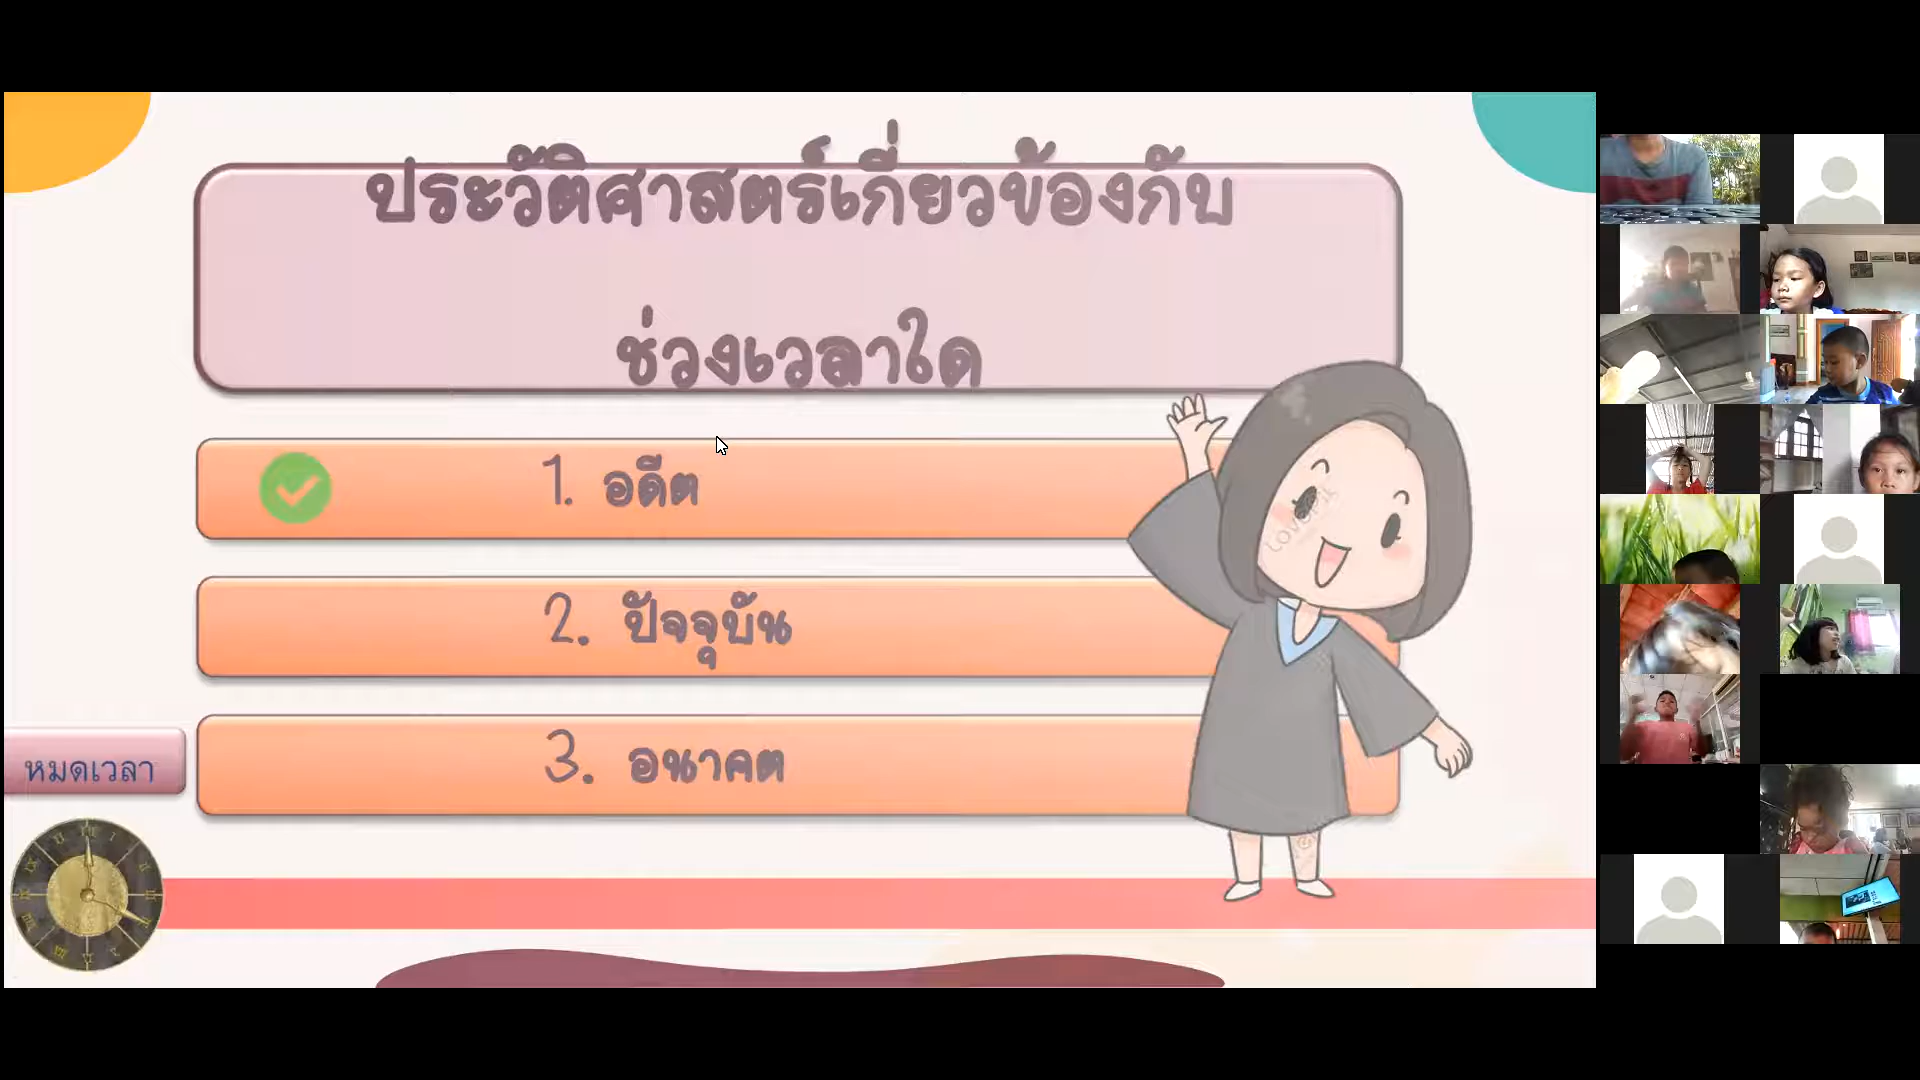 ประวัติศาสตร์เกี่ยวข้องกับ
ช่วงเวลาใด
1. อดีต
2. ปัจจุบัน
3. อนาคต
หมดเวลา